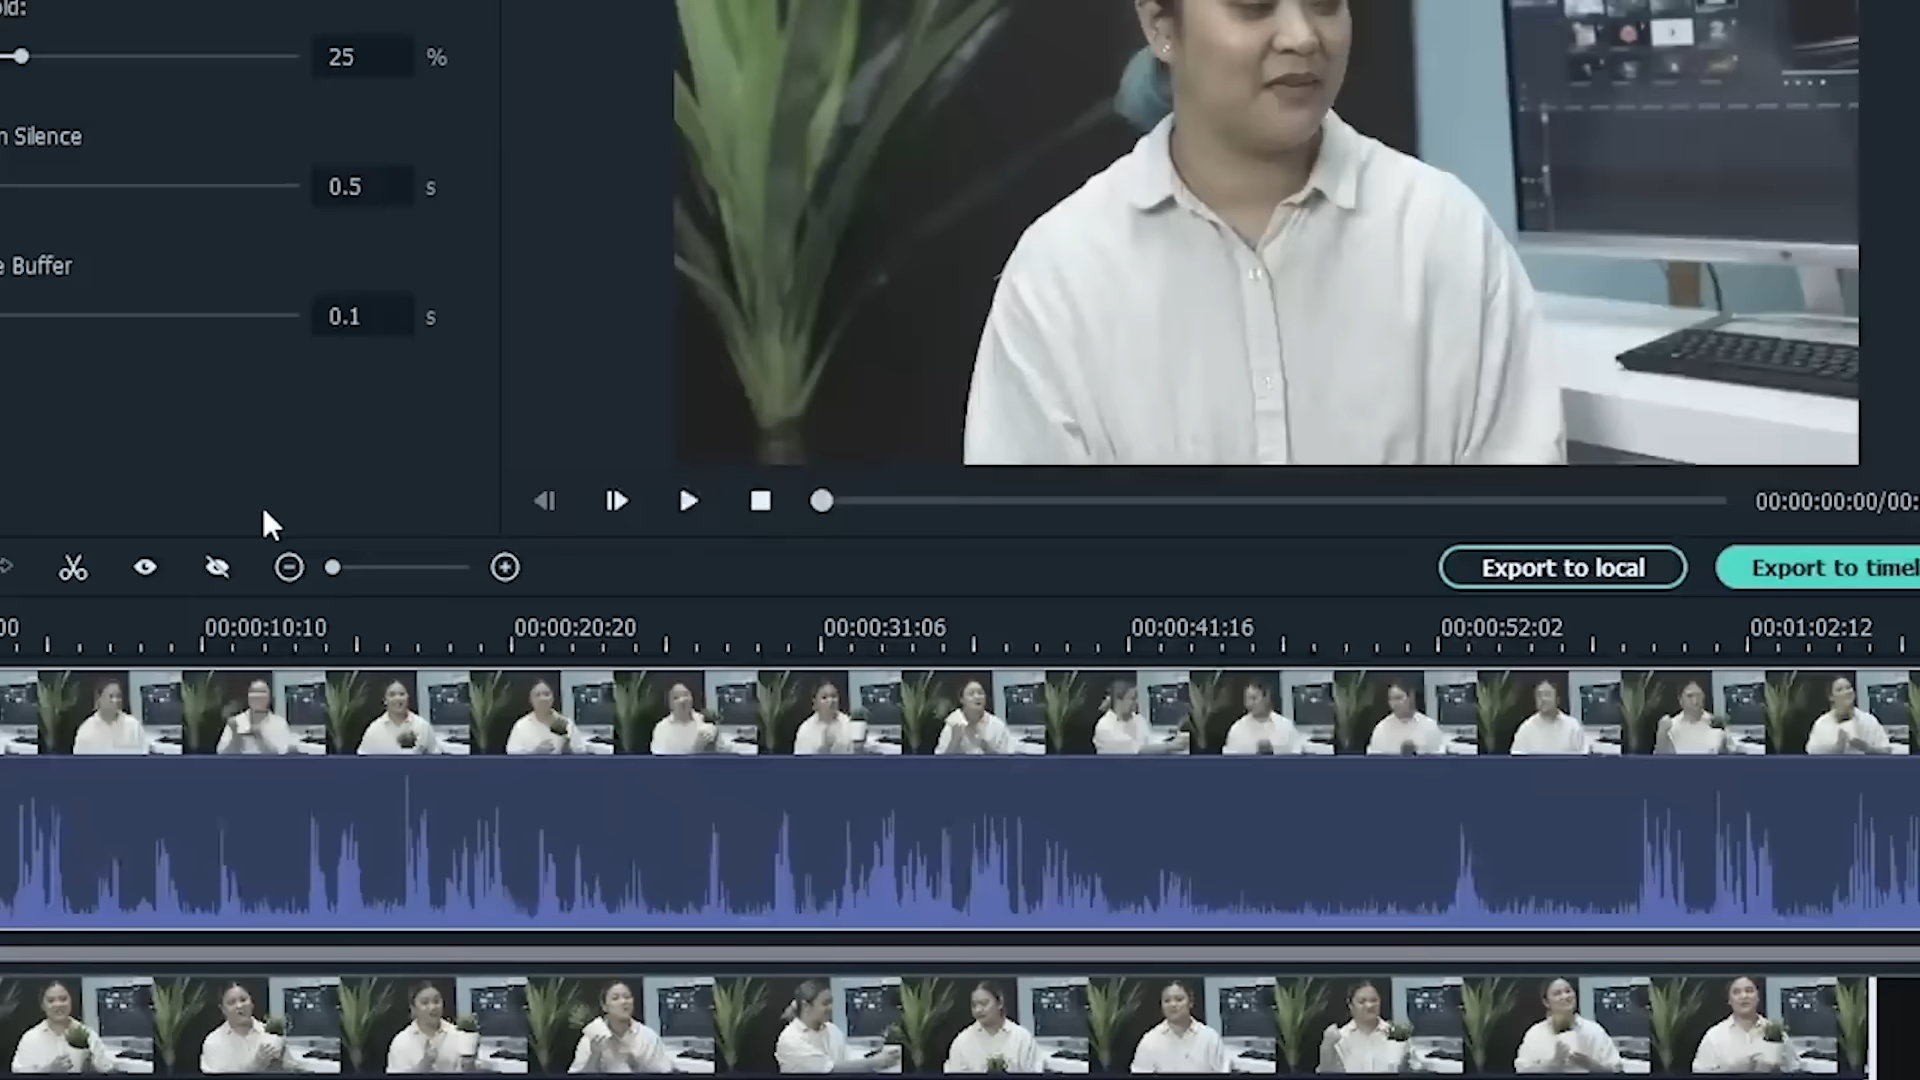 old:
25 %
n Silence
0.5 s
e Buffer
0.1 s
00:00:00:00/00:
Export to local
Export to timel
00
00:00:10:10
00:00:20:20
00:00:31:06
00:00:41:16
00:00:52:02
00:01:02:12